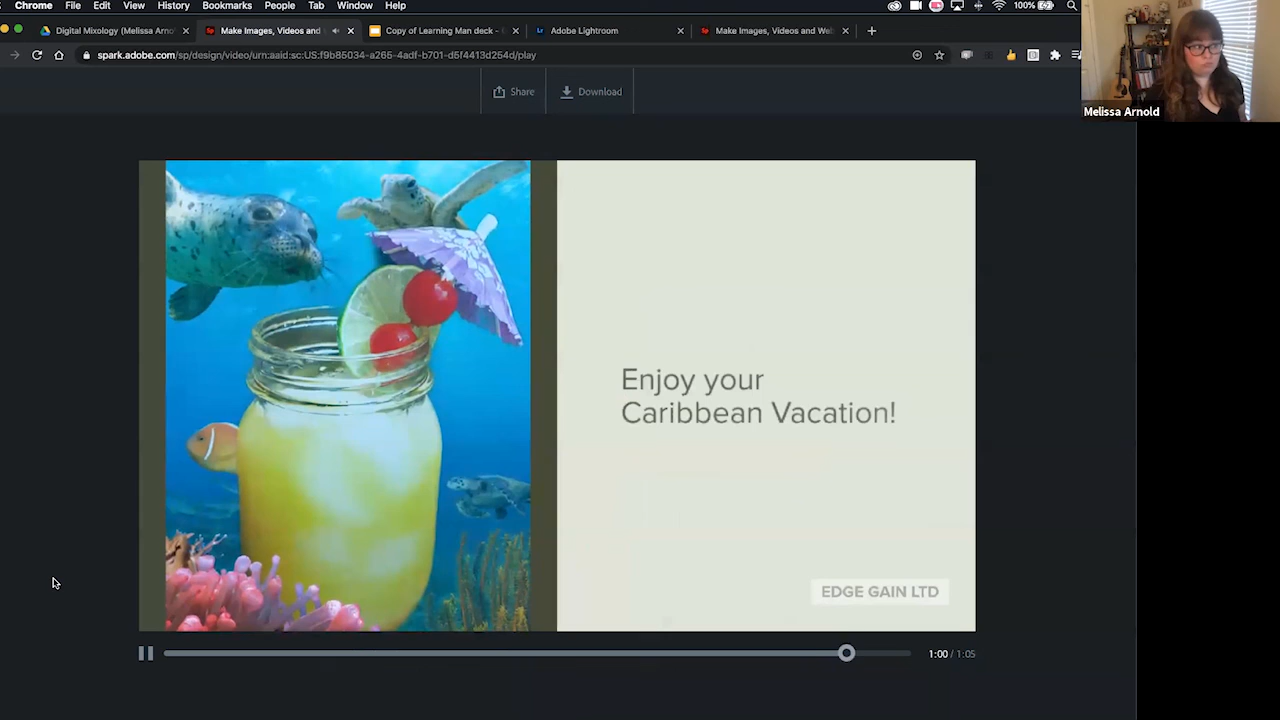 Chrome File Edit View History Bookmarks People Tab Window Help 100%
Digital Mixology (Melissa Arno
Make Images, Videos and
Copy of Learning Man deck -
Adobe Lightroom
Make Images, Videos and We
spark.adobe.com/sp/design/video/urn:aaid:sc:US:f9b85034-a265-4adf-b701-d5f4413d254d/play
Share
Download
Melissa Arnold
Enjoy your
Caribbean Vacation!
EDGE GAIN LTD
1:00 / 1:05